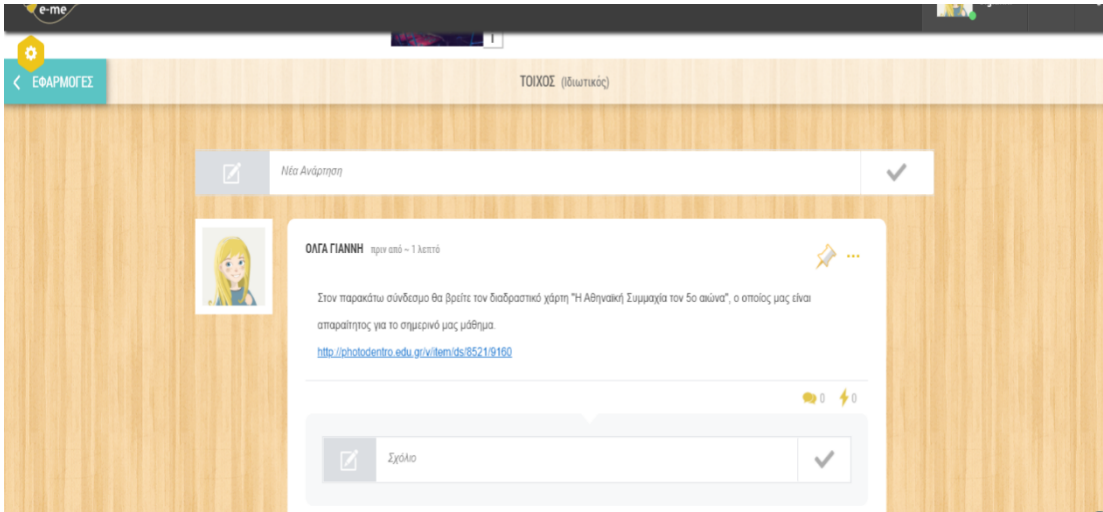 e-me
ΕΦΑΡΜΟΓΕΣ
ΤΟΙΧΟΣ (Ιδιωτικός)
Νέα Ανάρτηση
ΟΛΓΑ ΓΙΑΝΝΗ πριν από ~ 1 λεπτό
Στον παρακάτω σύνδεσμο θα βρείτε τον διαδραστικό χάρτη "Η Αθηναϊκή Συμμαχία τον 5ο αιώνα", ο οποίος μας είναι
απαραίτητος για το σημερινό μας μάθημα.
http://photodentro.edu.gr/v/item/ds/8521/9160
0 0
Σχόλιο